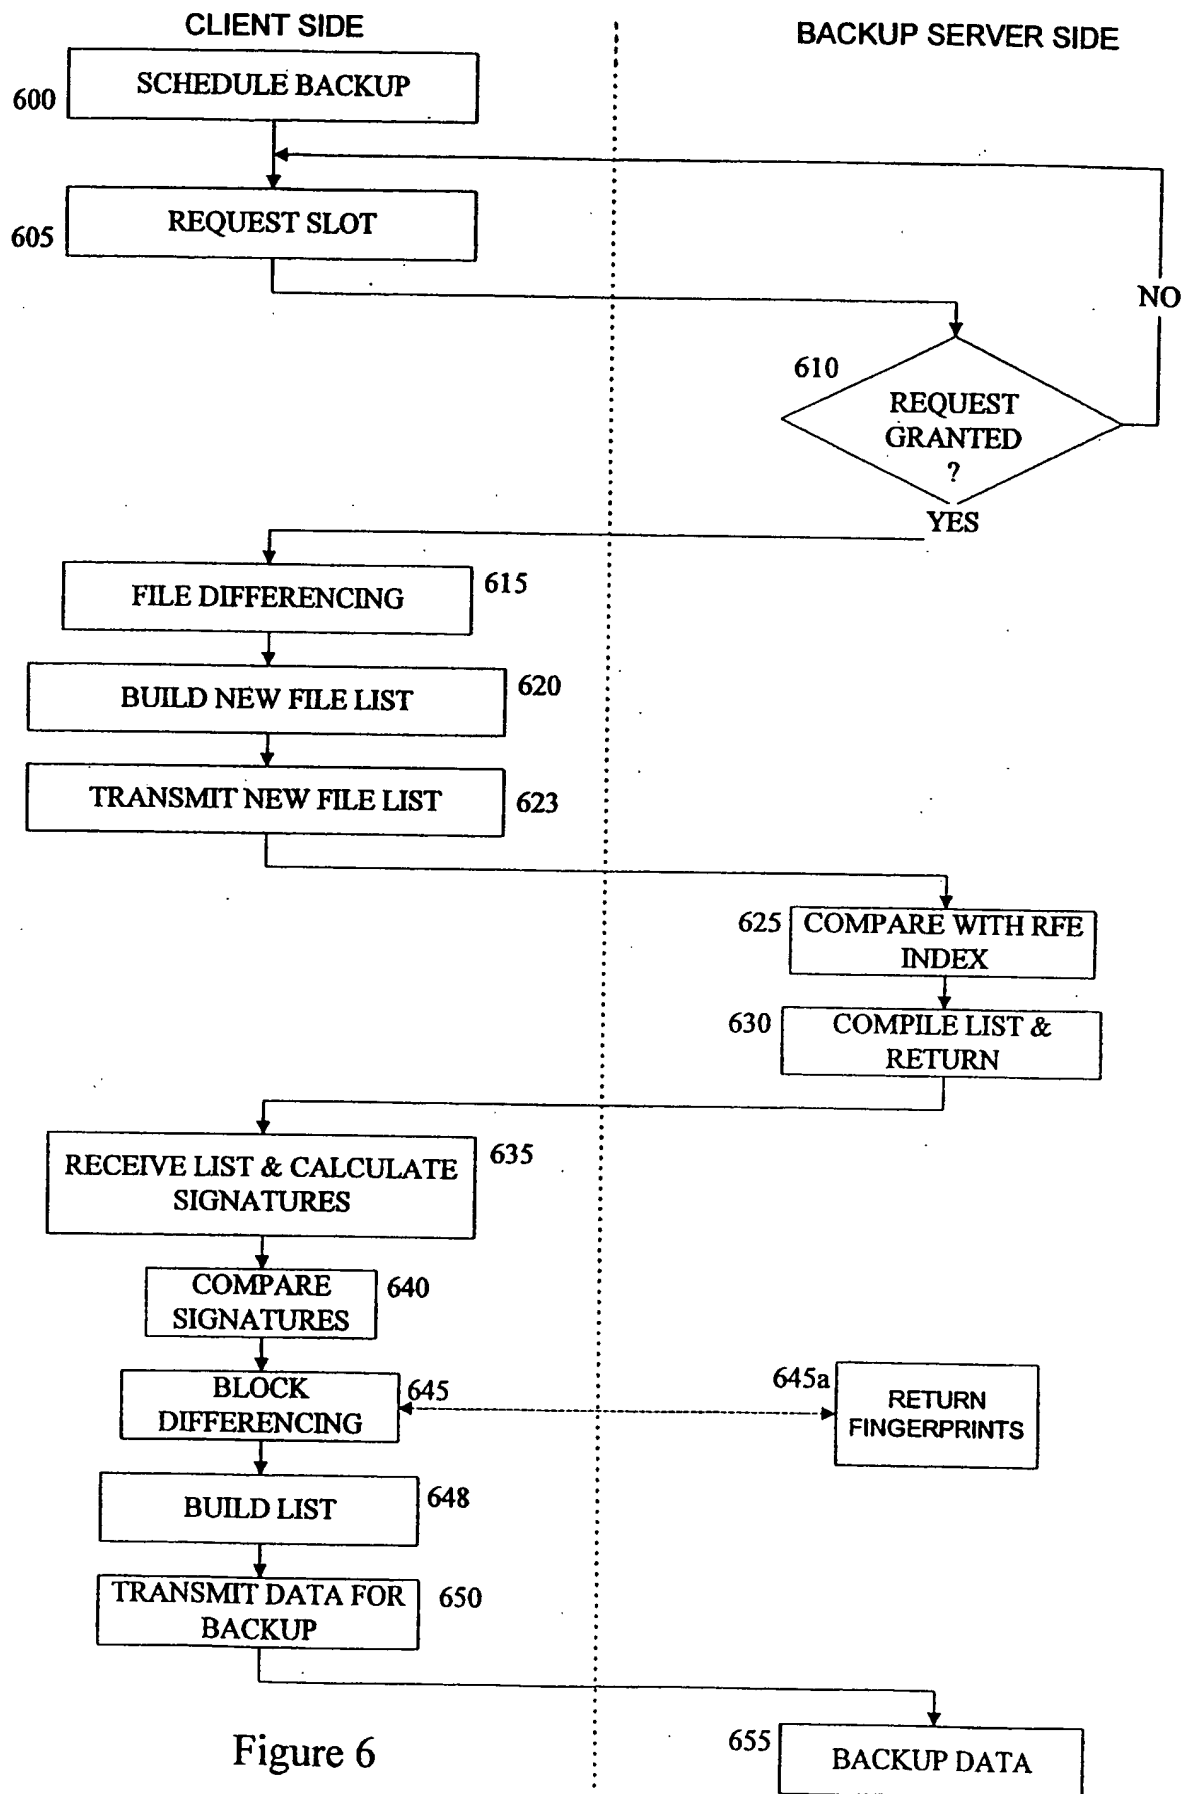 CLIENT SIDE
BACKUP SERVER SIDE
SCHEDULE BACKUP
600
REQUEST SLOT
605
NO
610
REQUEST
GRANTED
?
YES
FILE DIFFERENCING
615
BUILD NEW FILE LIST
620
TRANSMIT NEW FILE LIST
623
625
COMPARE WITH RFE
INDEX
630
COMPILE LIST &
RETURN
RECEIVE LIST & CALCULATE
SIGNATURES
635
COMPARE
SIGNATURES
640
BLOCK
DIFFERENCING
645
645a
RETURN
FINGERPRINTS
BUILD LIST
648
TRANSMIT DATA FOR
BACKUP
650
655
BACKUP DATA
Figure 6